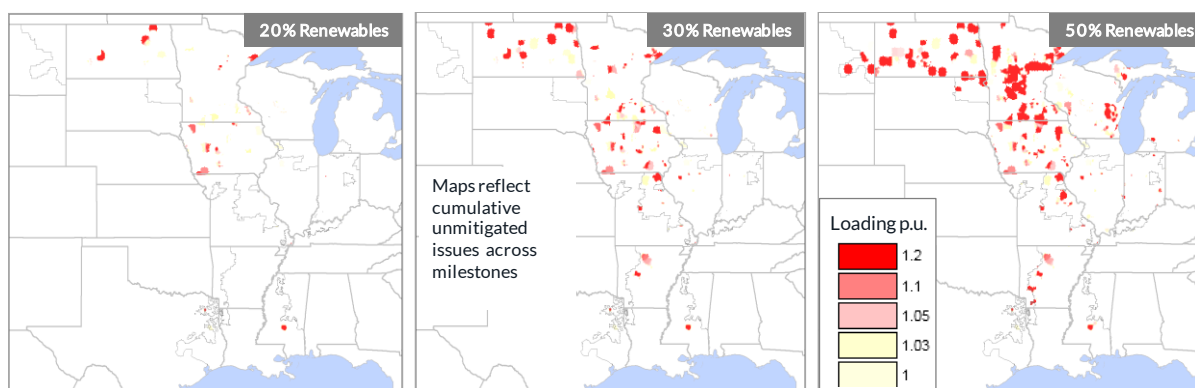 20% Renewables
30% Renewables
50% Renewables
Maps reflect
cumulative
unmitigated
issues across
milestones
Loading p.u.
1.2
1.1
1.05
1.03
1